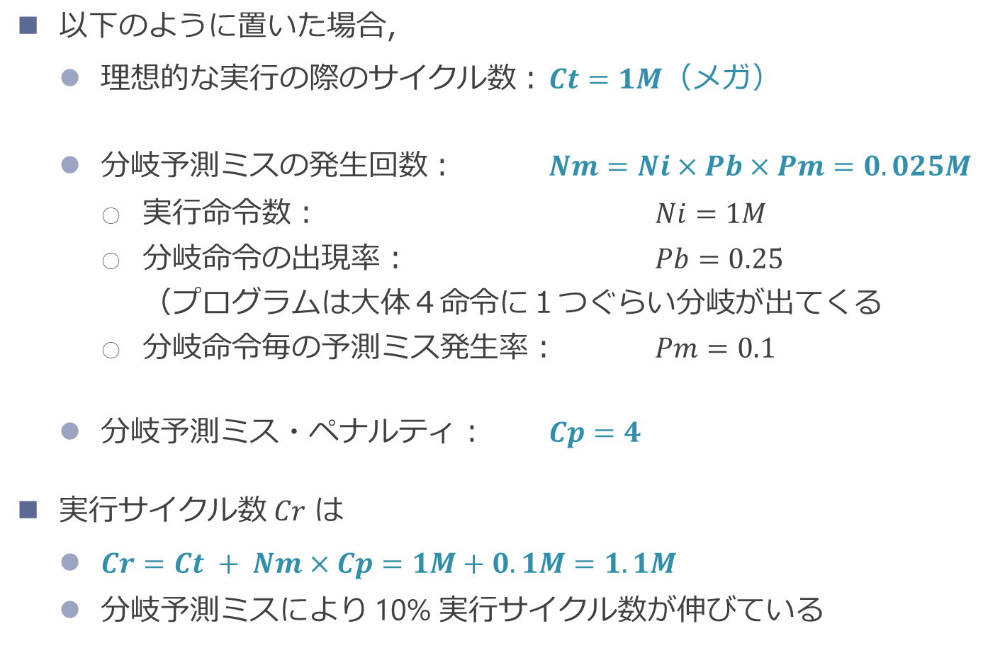 以下のように置いた場合,
理想的な実行の際のサイクル数： Ct = 1M（メガ）
分岐予測ミスの発生回数： Nm = Ni × Pb × Pm = 0.025M
実行命令数： Ni = 1M
分岐命令の出現率： Pb = 0.25
（プログラムは大体４命令に１つぐらい分岐が出てくる
分岐命令毎の予測ミス発生率： Pm = 0.1
分岐予測ミス・ペナルティ： Cp = 4
実行サイクル数 Cr は
Cr = Ct + Nm × Cp = 1M + 0.1M = 1.1M
分岐予測ミスにより 10% 実行サイクル数が伸びている